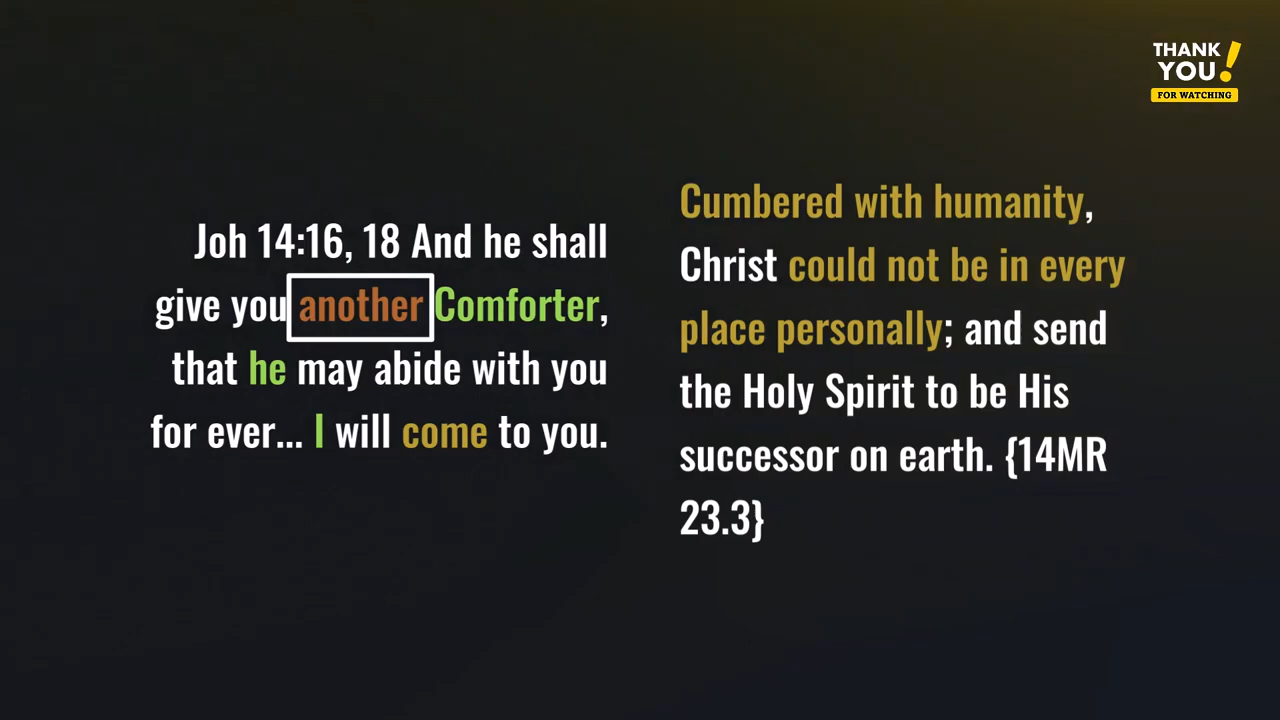 THANK
YOU!
FOR WATCHING
Joh 14:16, 18 And he shall
give you another Comforter,
that he may abide with you
for ever... I will come to you.
Cumbered with humanity,
Christ could not be in every
place personally; and send
the Holy Spirit to be His
successor on earth. {14MR
23.3}